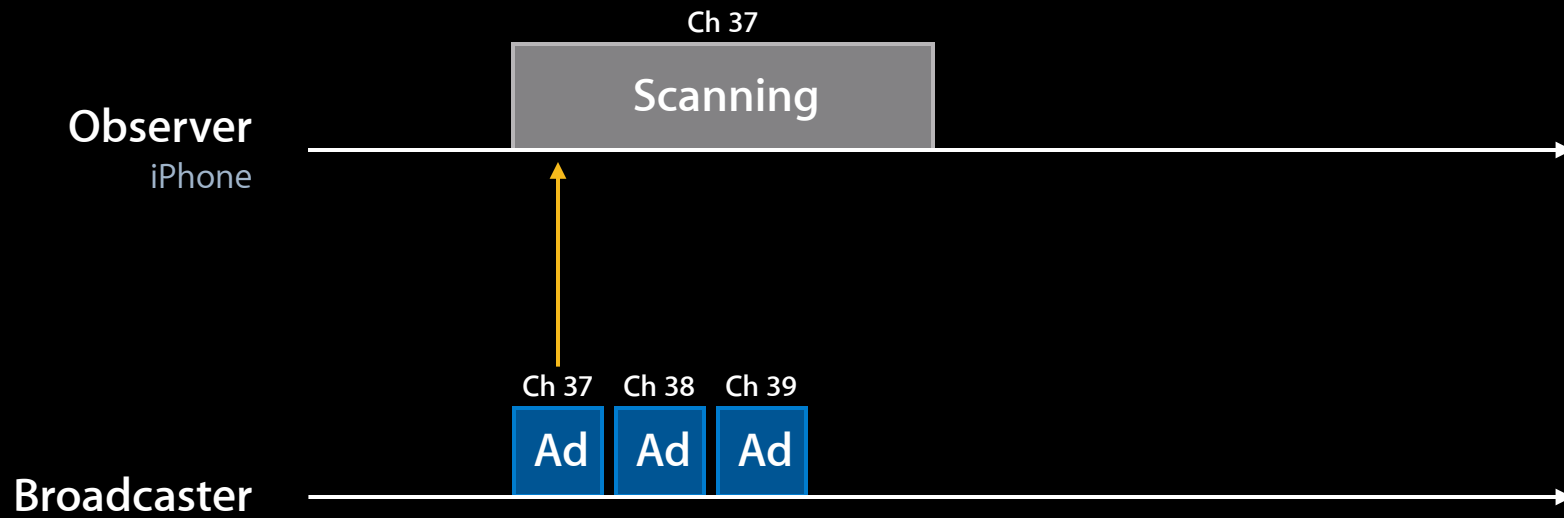 Ch 37
Scanning
Observer
iPhone
Ch 37 Ch 38 Ch 39
Ad Ad Ad
Broadcaster